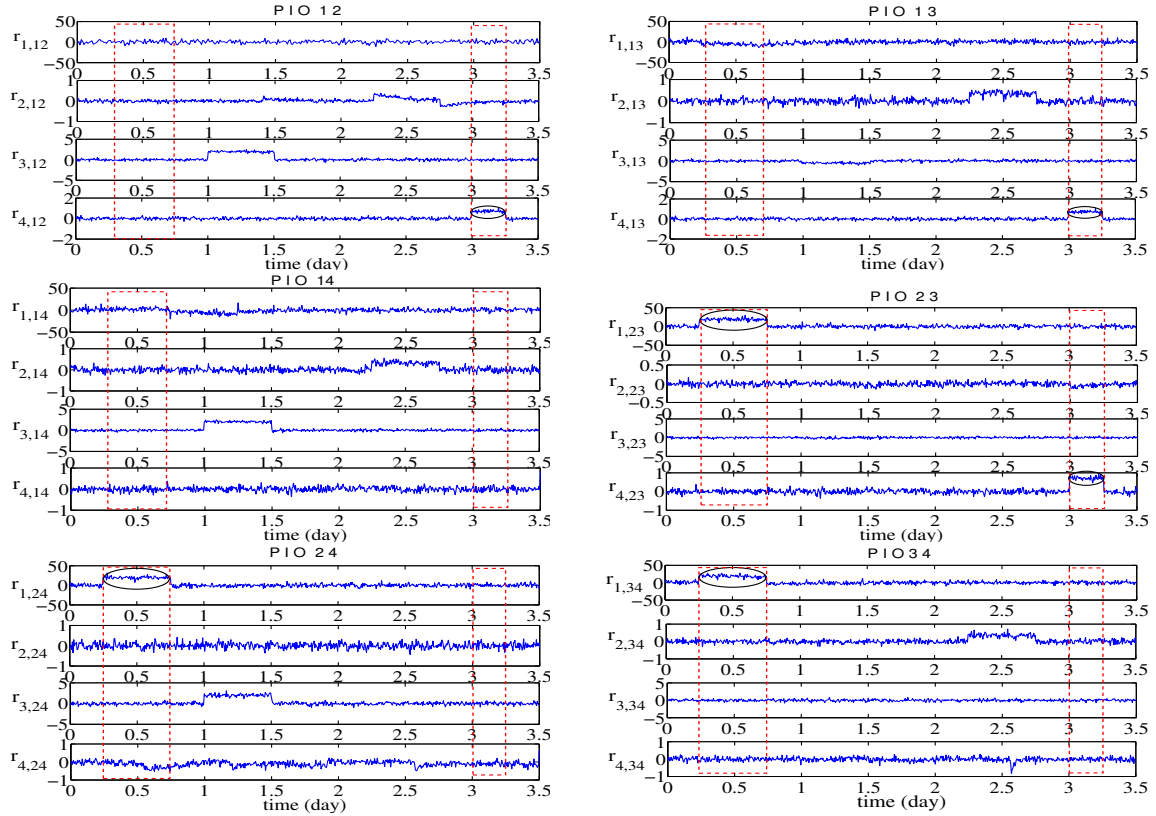 PIO 12
r1,12
50
0
−50
0 0.5 1 1.5 2 2.5 3 3.5
r2,12
1
0
−1
0 0.5 1 1.5 2 2.5 3 3.5
r3,12
5
0
−5
0 0.5 1 1.5 2 2.5 3 3.5
r4,12
2
0
−2
0 0.5 1 1.5 2 2.5 3 3.5
time (day)
PIO 13
r1,13
50
0
−50
0 0.5 1 1.5 2 2.5 3 3.5
r2,13
1
0
−1
0 0.5 1 1.5 2 2.5 3 3.5
r3,13
5
0
−5
0 0.5 1 1.5 2 2.5 3 3.5
r4,13
2
0
−2
0 0.5 1 1.5 2 2.5 3 3.5
time (day)
PIO 14
r1,14
50
0
−50
0 0.5 1 1.5 2 2.5 3 3.5
r2,14
1
0
−1
0 0.5 1 1.5 2 2.5 3 3.5
r3,14
5
0
−5
0 0.5 1 1.5 2 2.5 3 3.5
r4,14
1
0
−1
0 0.5 1 1.5 2 2.5 3 3.5
time (day)
PIO 23
r1,23
50
0
−50
0 0.5 1 1.5 2 2.5 3 3.5
r2,23
0.5
0
−0.5
0 0.5 1 1.5 2 2.5 3 3.5
r3,23
5
0
−5
0 0.5 1 1.5 2 2.5 3 3.5
r4,23
1
0
−1
0 0.5 1 1.5 2 2.5 3 3.5
time (day)
PIO 24
r1,24
50
0
−50
0 0.5 1 1.5 2 2.5 3 3.5
r2,24
1
0
−1
0 0.5 1 1.5 2 2.5 3 3.5
r3,24
5
0
−5
0 0.5 1 1.5 2 2.5 3 3.5
r4,24
1
0
−1
0 0.5 1 1.5 2 2.5 3 3.5
time (day)
PIO34
r1,34
50
0
−50
0 0.5 1 1.5 2 2.5 3 3.5
r2,34
1
0
−1
0 0.5 1 1.5 2 2.5 3 3.5
r3,34
5
0
−5
0 0.5 1 1.5 2 2.5 3 3.5
r4,34
1
0
−1
0 0.5 1 1.5 2 2.5 3 3.5
time (day)